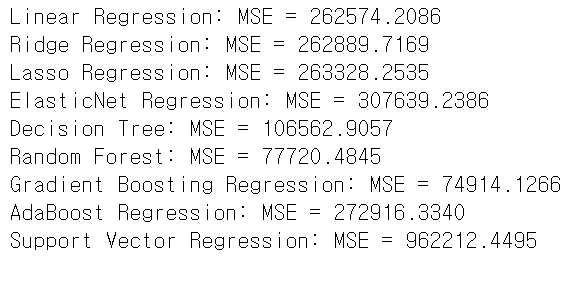 Linear Regression: MSE = 262574.2086
Ridge Regression: MSE = 262889.7169
Lasso Regression: MSE = 263328.2535
ElasticNet Regression: MSE = 307639.2386
Decision Tree: MSE = 106562.9057
Random Forest: MSE = 77720.4845
Gradient Boosting Regression: MSE = 74914.1266
AdaBoost Regression: MSE = 272916.3340
Support Vector Regression: MSE = 962212.4495